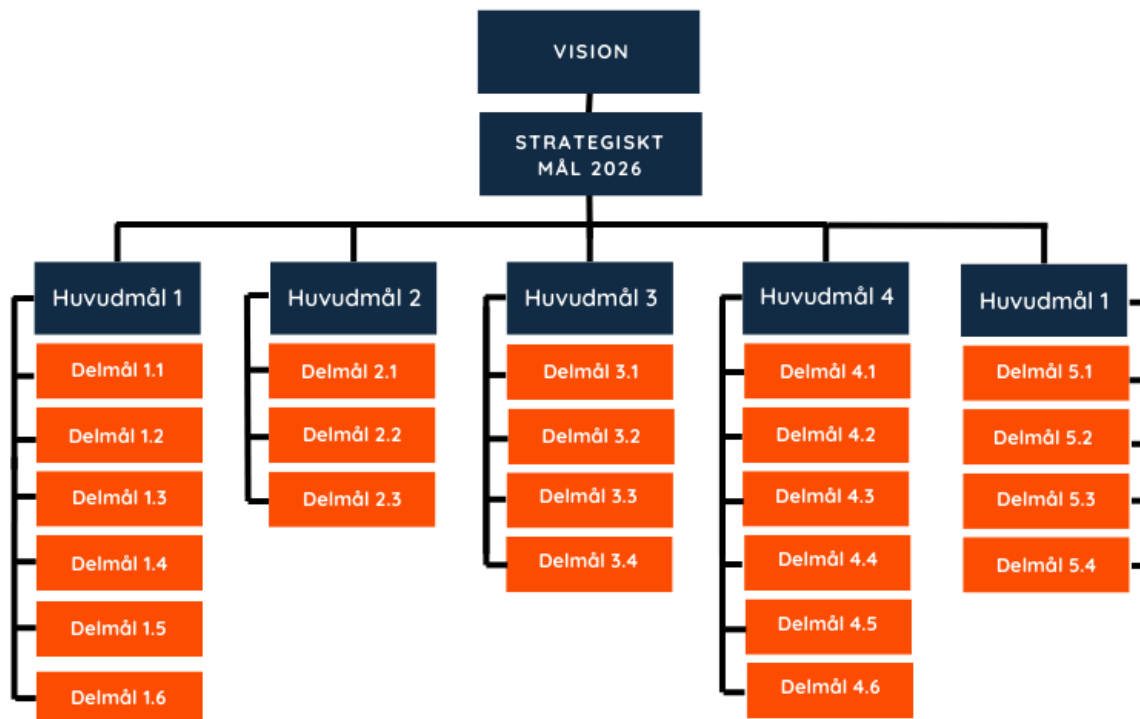 VISION
STRATEGISKT
MÅL 2026
Huvudmål 1
Delmål 1.1
Delmål 1.2
Delmål 1.3
Delmål 1.4
Delmål 1.5
Delmål 1.6
Huvudmål 2
Delmål 2.1
Delmål 2.2
Delmål 2.3
Huvudmål 3
Delmål 3.1
Delmål 3.2
Delmål 3.3
Delmål 3.4
Huvudmål 4
Delmål 4.1
Delmål 4.2
Delmål 4.3
Delmål 4.4
Delmål 4.5
Delmål 4.6
Huvudmål 1
Delmål 5.1
Delmål 5.2
Delmål 5.3
Delmål 5.4